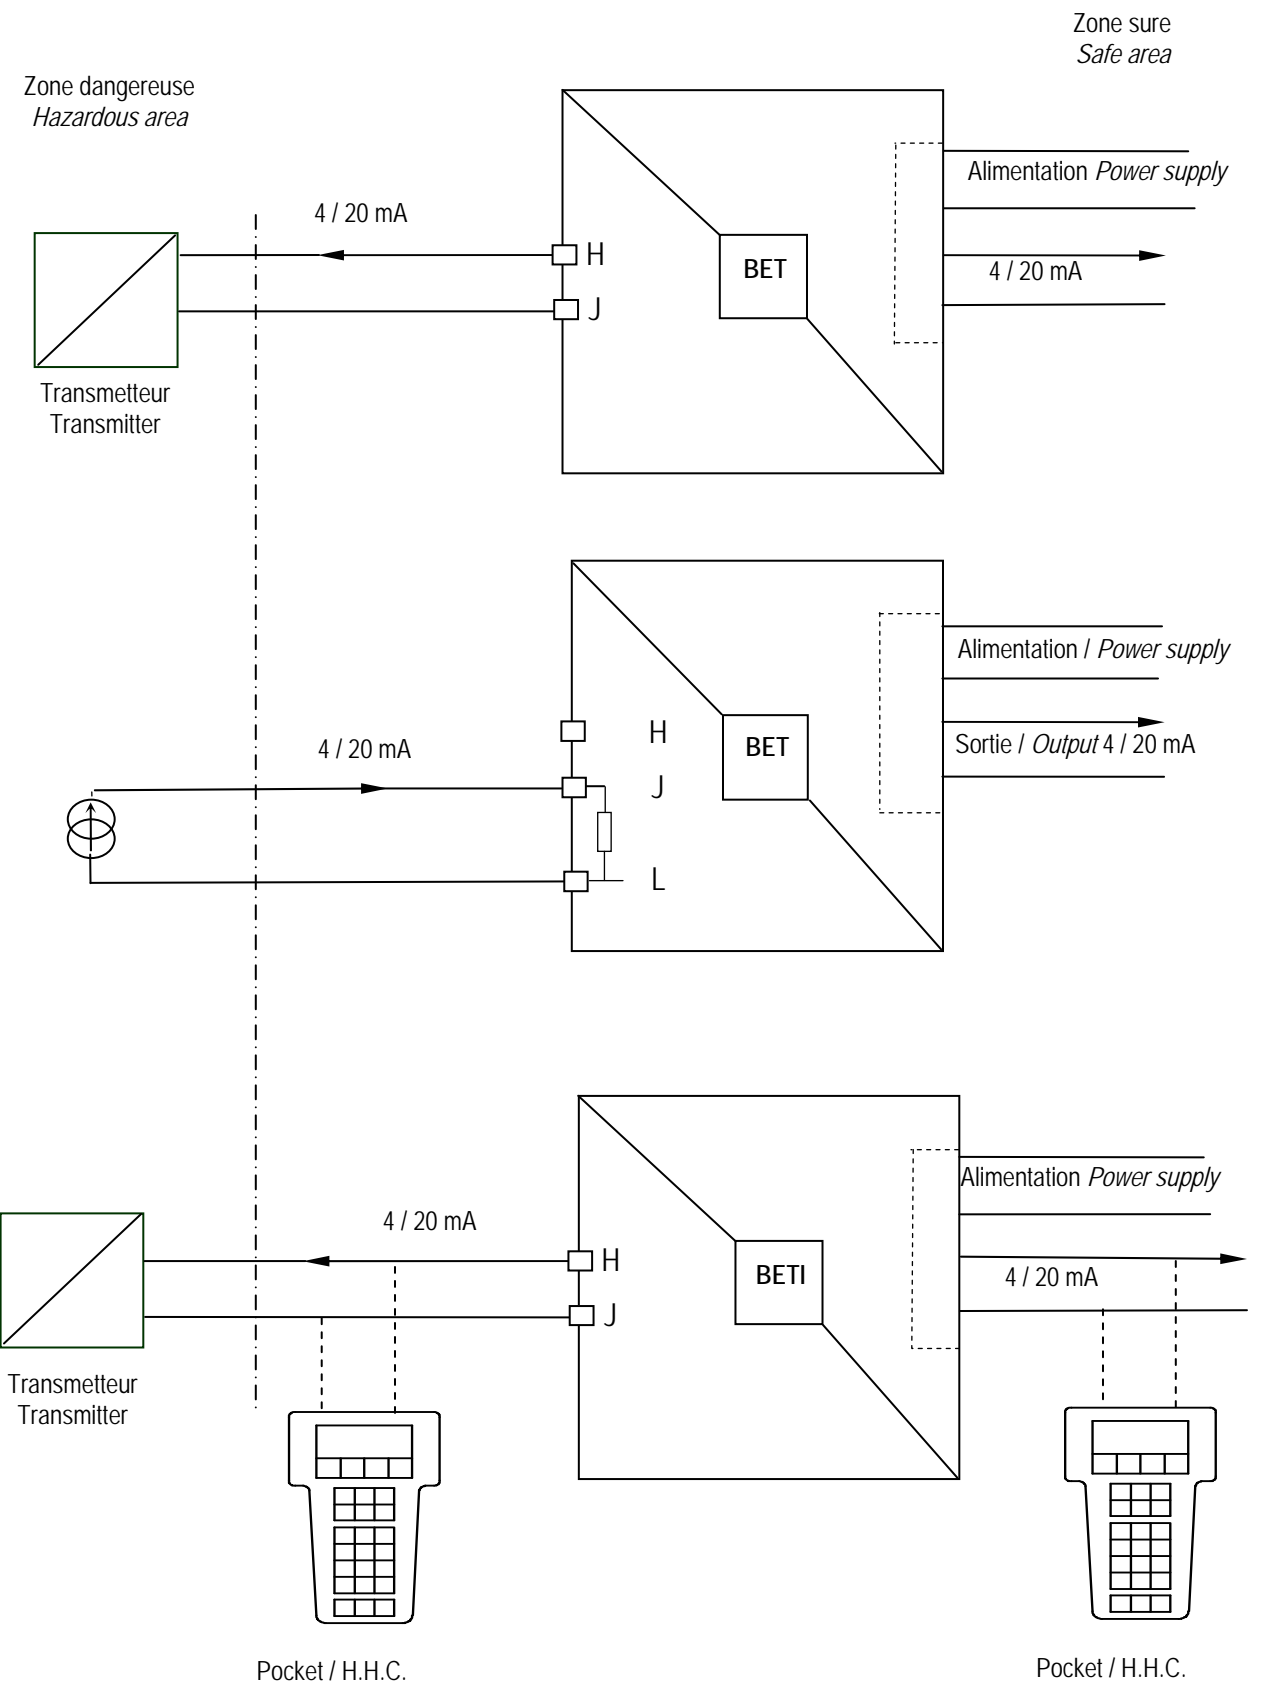 Zone sure
Safe area
Zone dangereuse
Hazardous area
Alimentation Power supply
4 / 20 mA
H
BET
4 / 20 mA
J
Transmetteur
Transmitter
Alimentation / Power supply
H
BET
Sortie / Output 4 / 20 mA
4 / 20 mA
J
L
Alimentation Power supply
4 / 20 mA
H
BETI
4 / 20 mA
J
Transmetteur
Transmitter
Pocket / H.H.C.
Pocket / H.H.C.